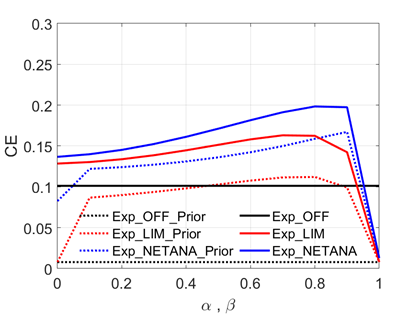 0.3
0.25
0.2
0.15
0.1
0.05
0
CE
Exp_OFF_Prior Exp_OFF
Exp_LIM_Prior Exp_LIM
Exp_NETANA_Prior Exp_NETANA
0 0.2 0.4 0.6 0.8 1
α , β